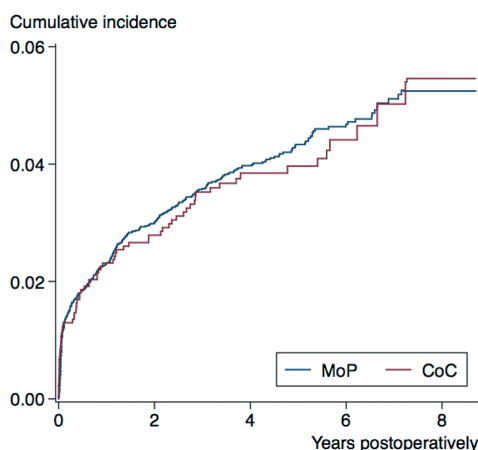 Cumulative incidence
0.06
0.04
0.02
0.00
0 2 4 6 8
MoP CoC
Years postoperatively